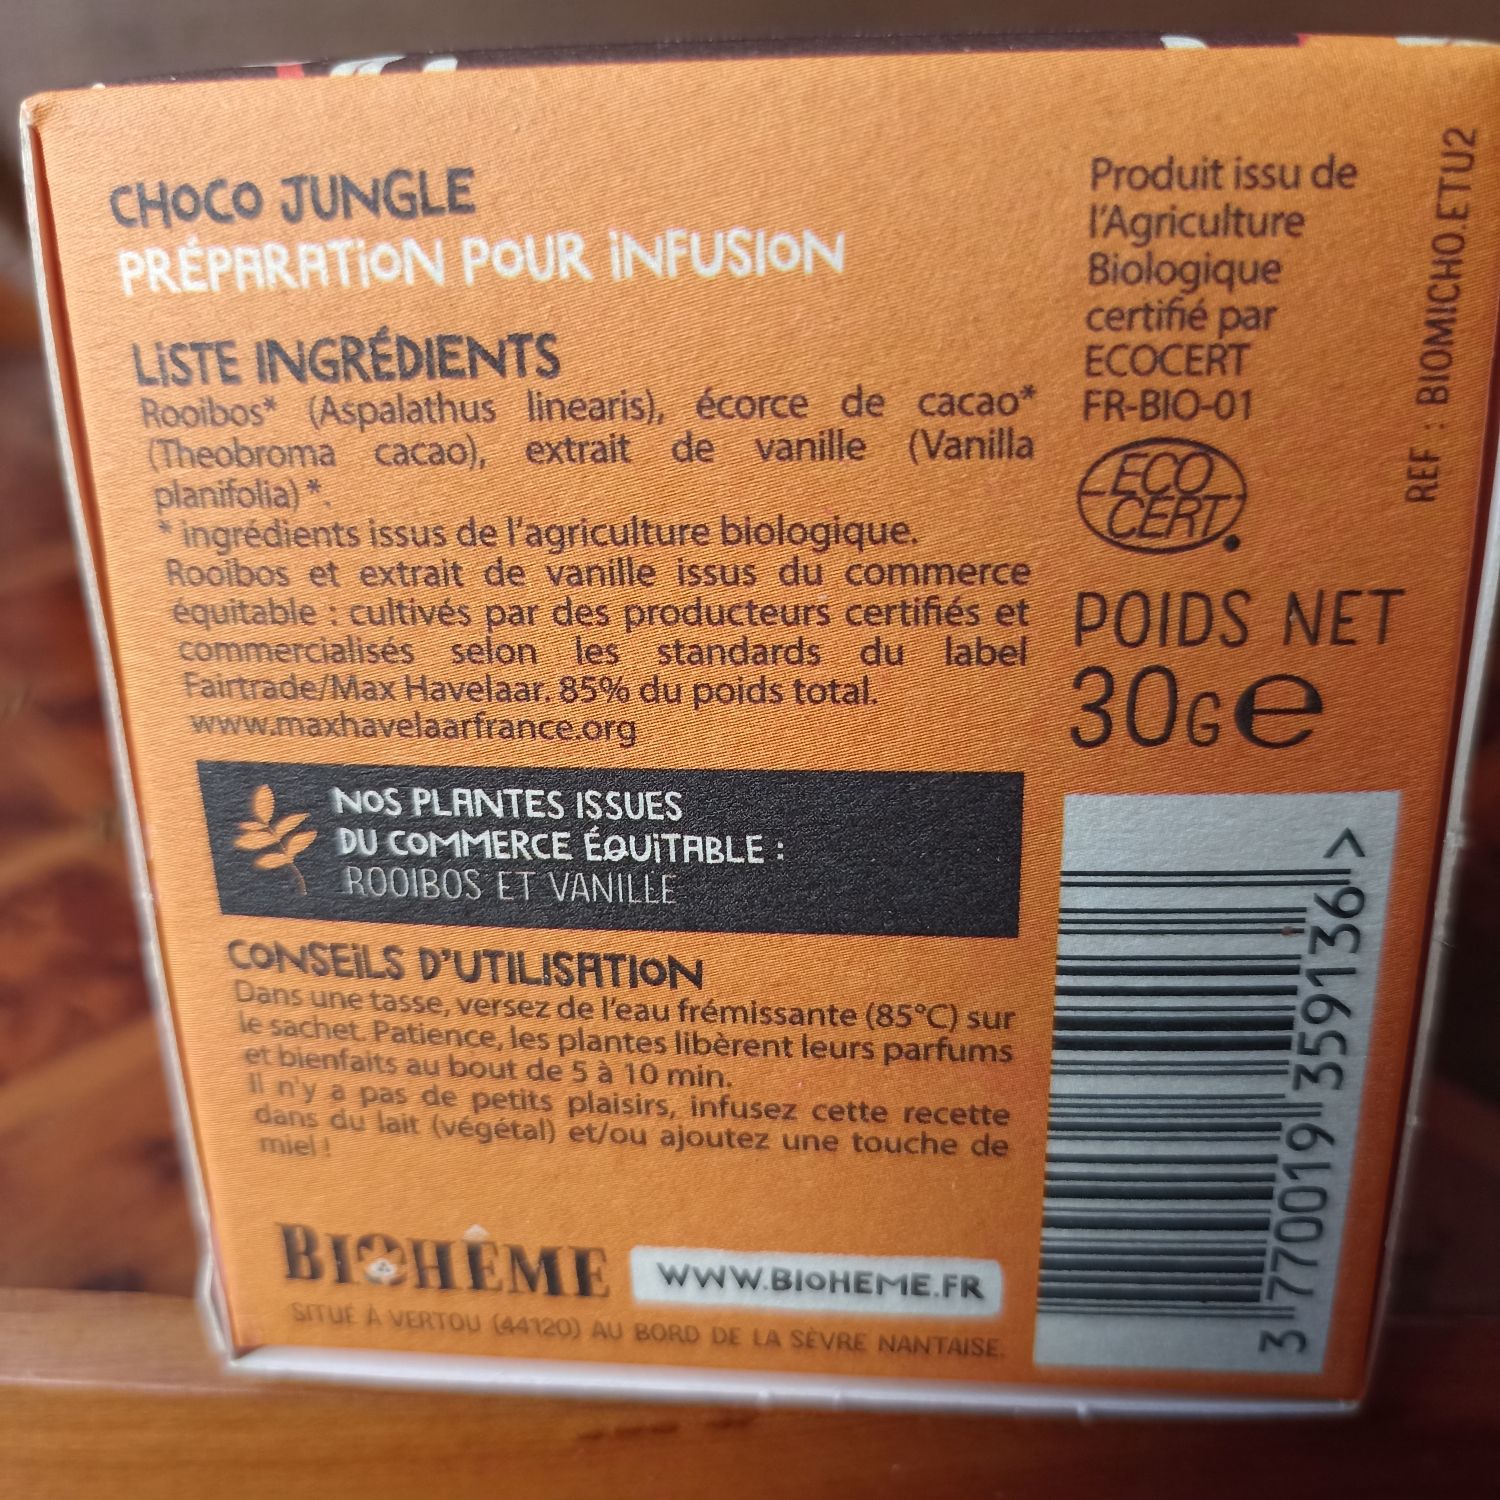 CHOCO JUNGLE
PRÉPARATION POUR INFUSION
LISTE INGRÉDIENTS
Rooibos* (Aspalathus linearis), écorce de cacao*
(Theobroma cacao), extrait de vanille (Vanilla
planifolia) *.
* ingrédients issus de l'agriculture biologique.
Rooibos et extrait de vanille issus du commerce
équitable : cultivés par des producteurs certifiés et
commercialisés selon les standards du label
Fairtrade/Max Havelaar. 85% du poids total.
www.maxhavelaarfrance.org
NOS PLANTES ISSUES
DU COMMERCE ÉQUITABLE :
ROOIBOS ET VANILLE
CONSEILS D'UTILISATION
Dans une tasse, versez de l'eau frémissante (85°C) sur
le sachet. Patience, les plantes libèrent leurs parfums
et bienfaits au bout de 5 à 10 min.
Il n'y a pas de petits plaisirs, infusez cette recette
dans du lait (végétal) et/ou ajoutez une touche de
miel !
BIOHÊME
WWW.BIOHEME.FR
SITUÉ À VERTOU (44120) AU BORD DE LA SÈVRE NANTAISE.
Produit issu de
l'Agriculture
Biologique
certifié par
ECOCERT
FR-BIO-01
ECO
CERT
POIDS NET
30G e
REF : BIOMICHO.ETU2
3 770019 359136 >